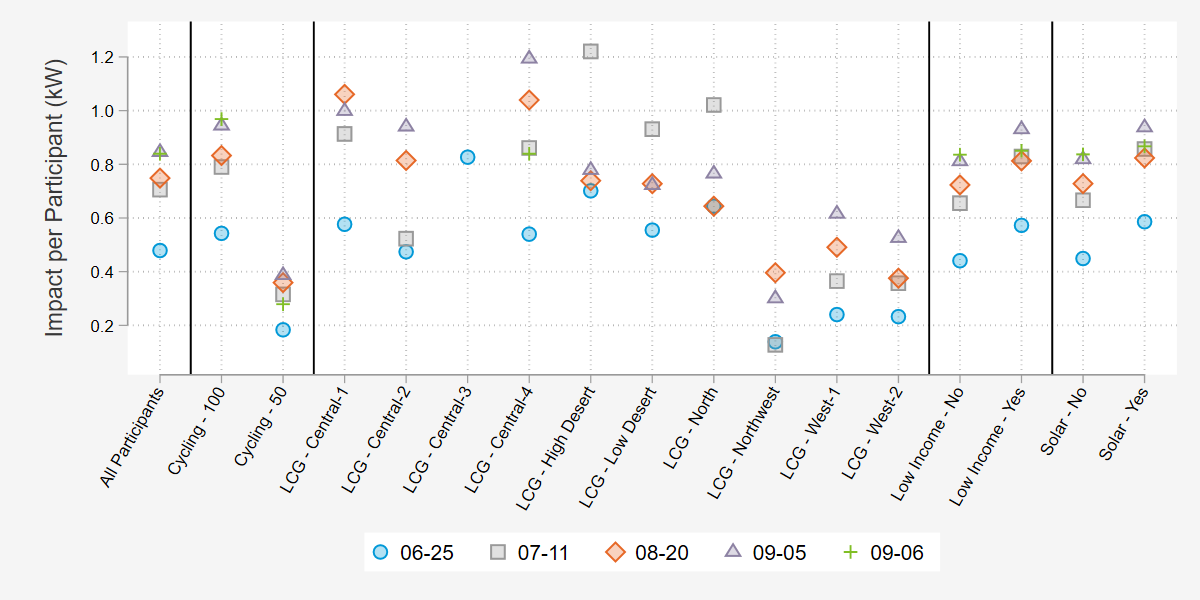 Impact per Participant (kW)
1.2
1.0
0.8
0.6
0.4
0.2
All Participants
Cycling - 100
Cycling - 50
LCG - Central-1
LCG - Central-2
LCG - Central-3
LCG - Central-4
LCG - High Desert
LCG - Low Desert
LCG - North
LCG - Northwest
LCG - West-1
LCG - West-2
Low Income - No
Low Income - Yes
Solar - No
Solar - Yes
06-25 07-11 08-20 09-05 09-06